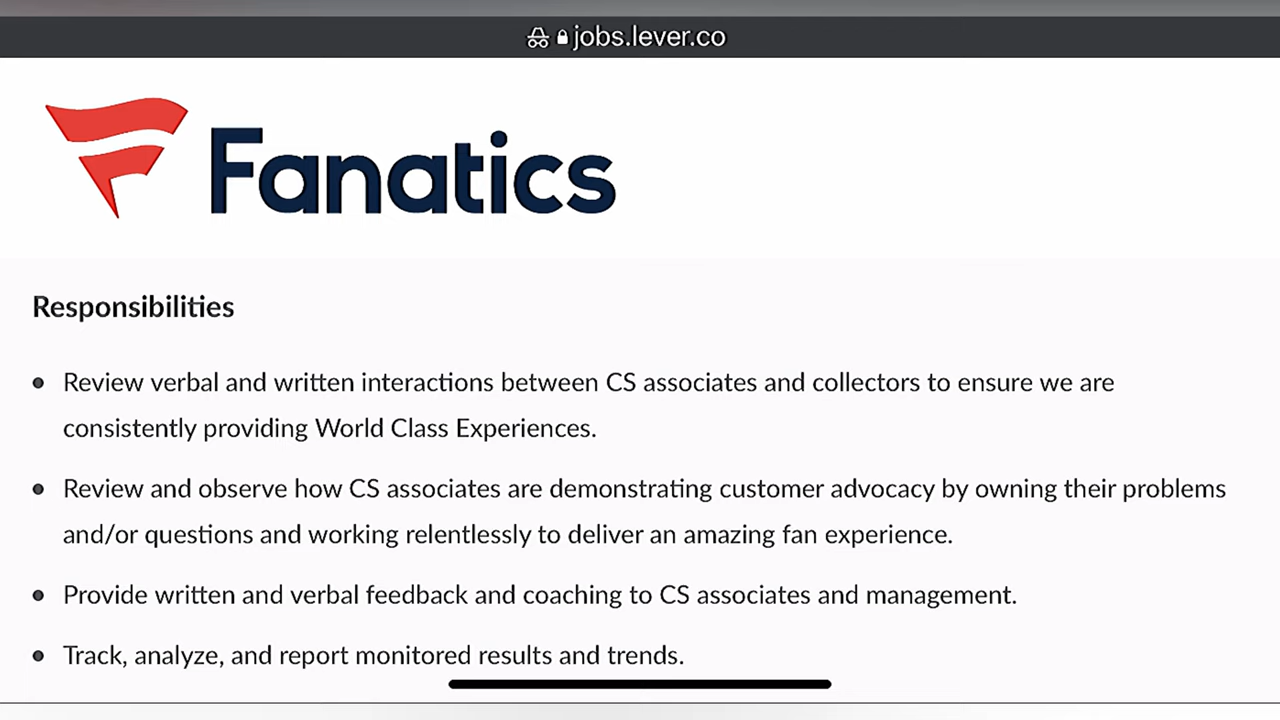 jobs.lever.co
Fanatics
Responsibilities
Review verbal and written interactions between CS associates and collectors to ensure we are
consistently providing World Class Experiences.
Review and observe how CS associates are demonstrating customer advocacy by owning their problems
and/or questions and working relentlessly to deliver an amazing fan experience.
Provide written and verbal feedback and coaching to CS associates and management.
Track, analyze, and report monitored results and trends.